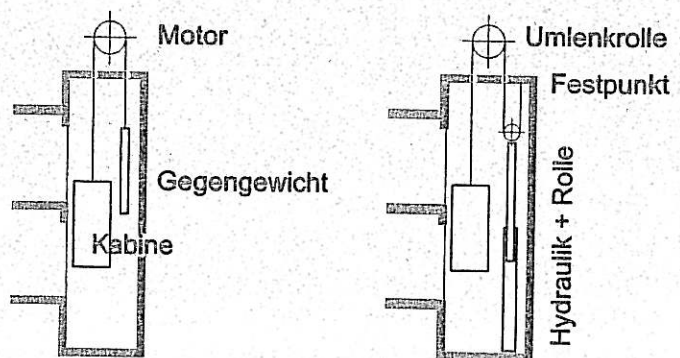 Motor
Gegengewicht
Kabine
Umlenkrolle
Festpunkt
Hydraulik + Rolle